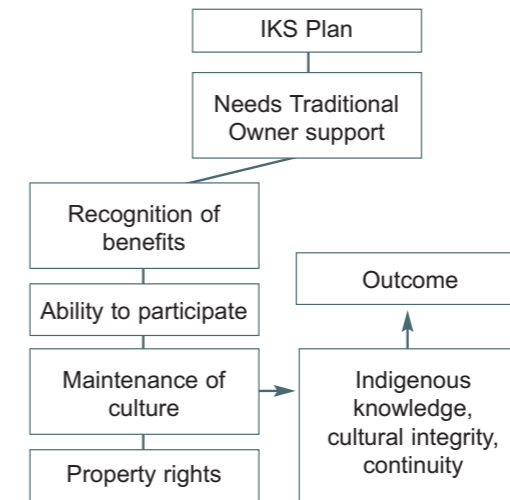 IKS Plan
Needs Traditional
Owner support
Recognition of
benefits
Ability to participate
Maintenance of
culture
Property rights
Outcome
Indigenous
knowledge,
cultural integrity,
continuity